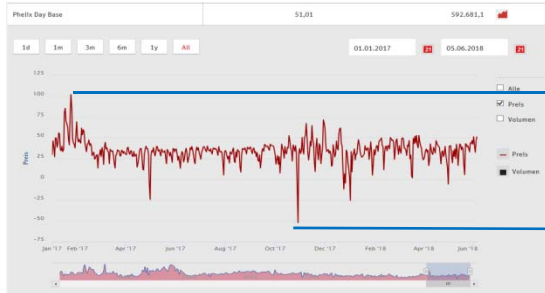 Phelix Day Base 51,01 592.681,1
1d 1m 3m 6m 1y All 01.01.2017 21 05.06.2018 21
125
100
75
50
25
0
-25
-50
-75
Preis
Jan '17 Feb '17 Apr '17 Jun '17 Aug '17 Oct '17 Dec '17 Feb '18 Apr '18 Jun '18
Alle
Preis
Volumen
Preis
Volumen